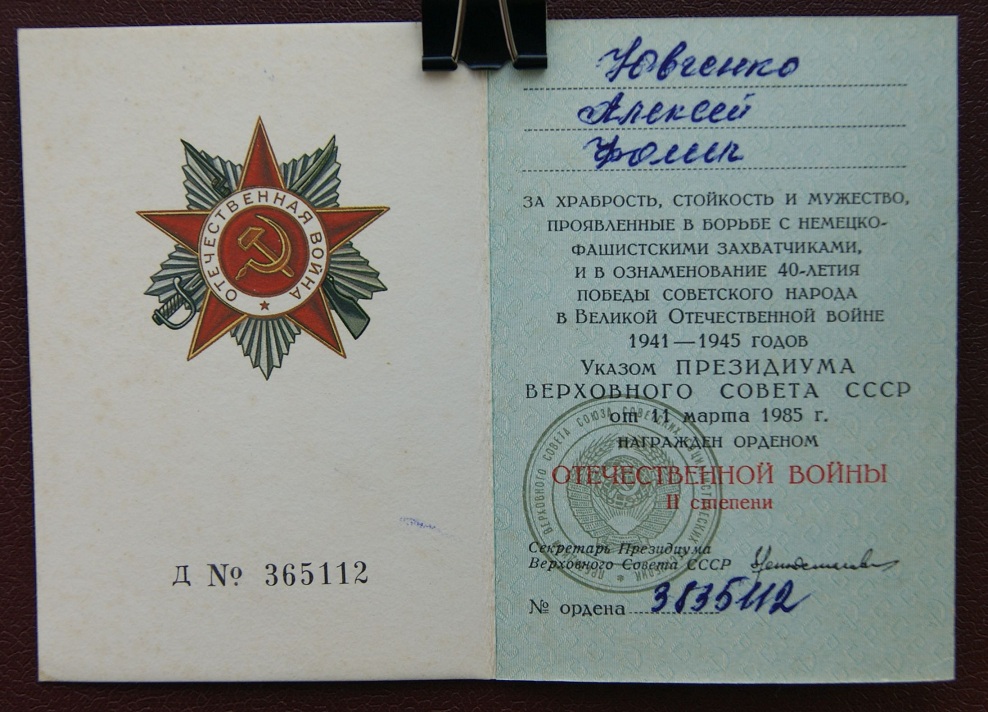 ОТЕЧЕСТВЕННАЯ ВОЙНА
Д № 365112
Ювченко
Алексей
Фомич
ЗА ХРАБРОСТЬ, СТОЙКОСТЬ И МУЖЕСТВО,
ПРОЯВЛЕННЫЕ В БОРЬБЕ С НЕМЕЦКО-
ФАШИСТСКИМИ ЗАХВАТЧИКАМИ,
И В ОЗНАМЕНОВАНИЕ 40-ЛЕТИЯ
ПОБЕДЫ СОВЕТСКОГО НАРОДА
В ВЕЛИКОЙ ОТЕЧЕСТВЕННОЙ ВОЙНЕ
1941—1945 ГОДОВ
УКАЗОМ ПРЕЗИДИУМА
ВЕРХОВНОГО СОВЕТА СССР
от 11 марта 1985 г.
НАГРАЖДЕН ОРДЕНОМ
ОТЕЧЕСТВЕННОЙ ВОЙНЫ
II степени
Секретарь Президиума
Верховного Совета СССР
№ ордена 3835112